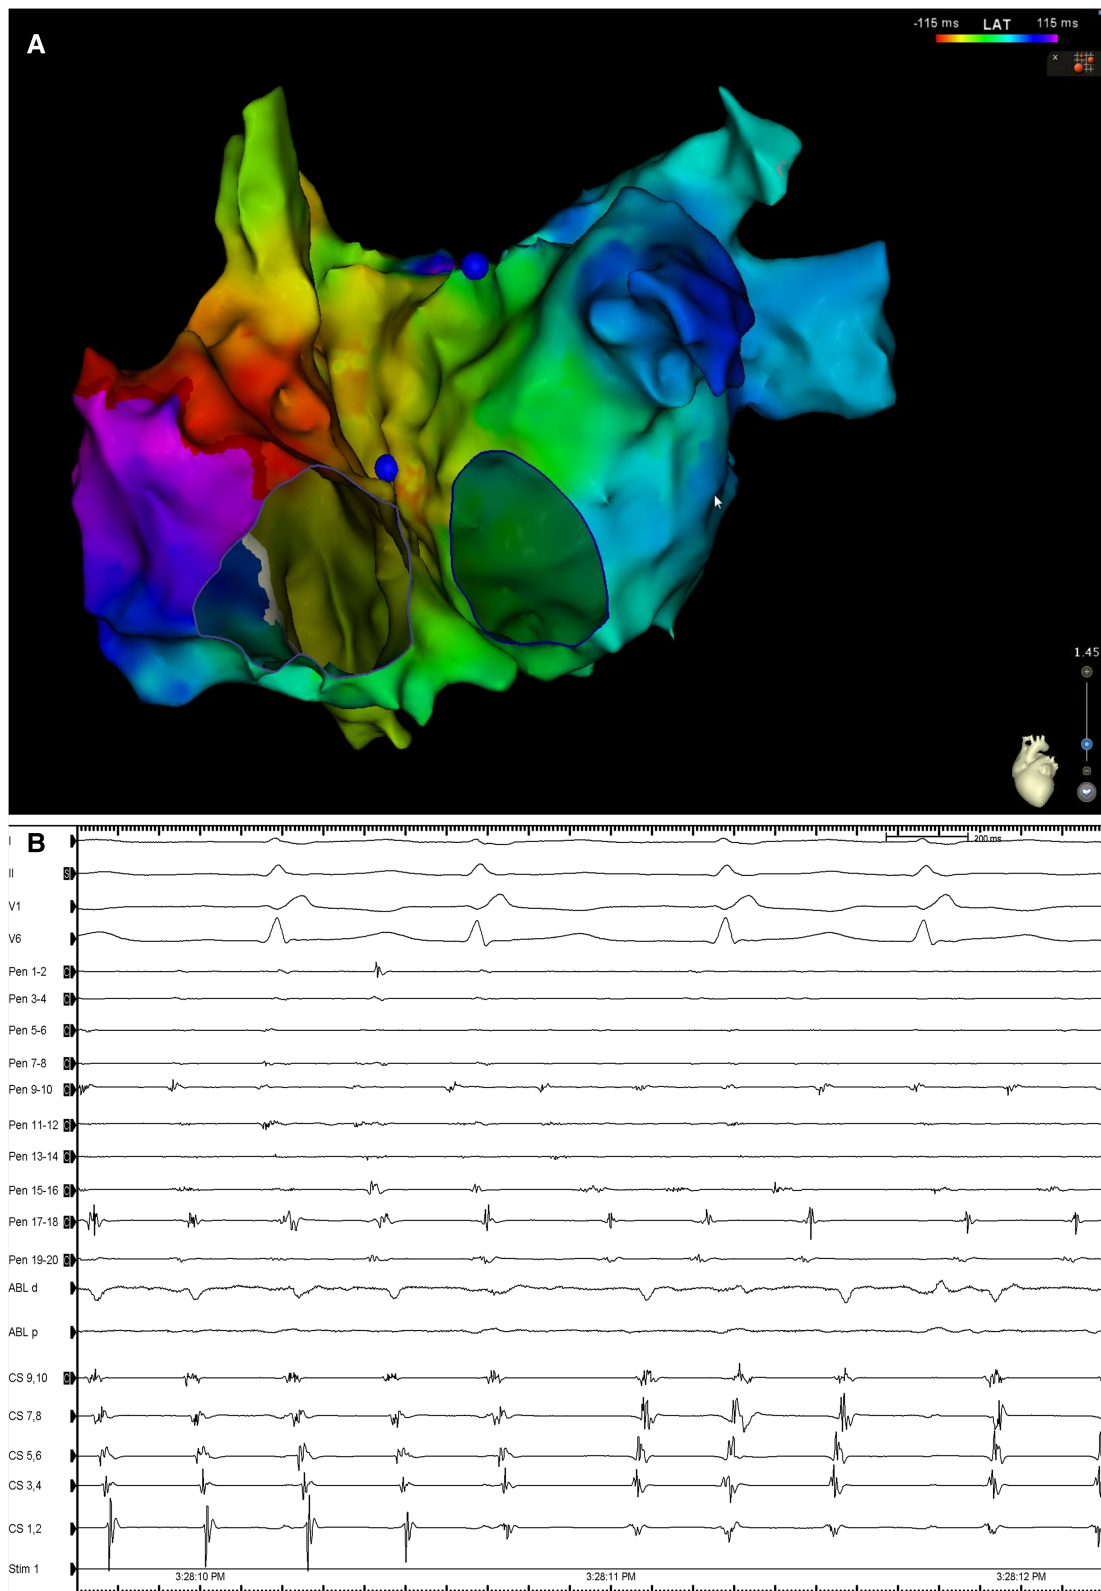 A
-115 ms LAT 115 ms
x
1.45
B
200 ms
I
II
V1
V6
Pen 1-2
Pen 3-4
Pen 5-6
Pen 7-8
Pen 9-10
Pen 11-12
Pen 13-14
Pen 15-16
Pen 17-18
Pen 19-20
ABL d
ABL p
CS 9,10
CS 7,8
CS 5,6
CS 3,4
CS 1,2
Stim 1
3:28:10 PM 3:28:11 PM 3:28:12 PM